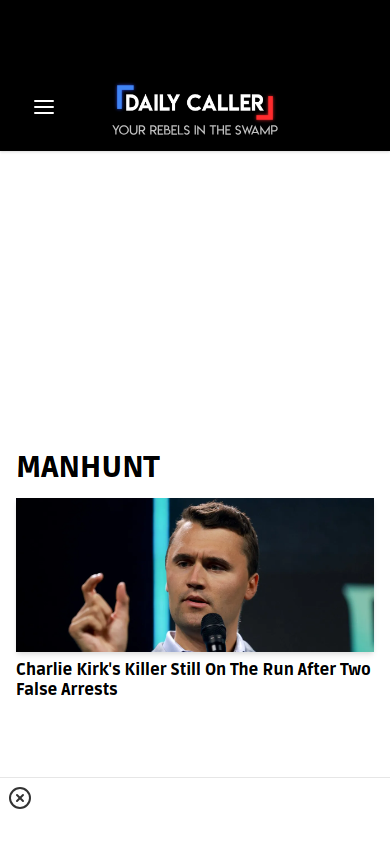 DAILY CALLER
YOUR REBELS IN THE SWAMP
MANHUNT
Charlie Kirk's Killer Still On The Run After Two
False Arrests